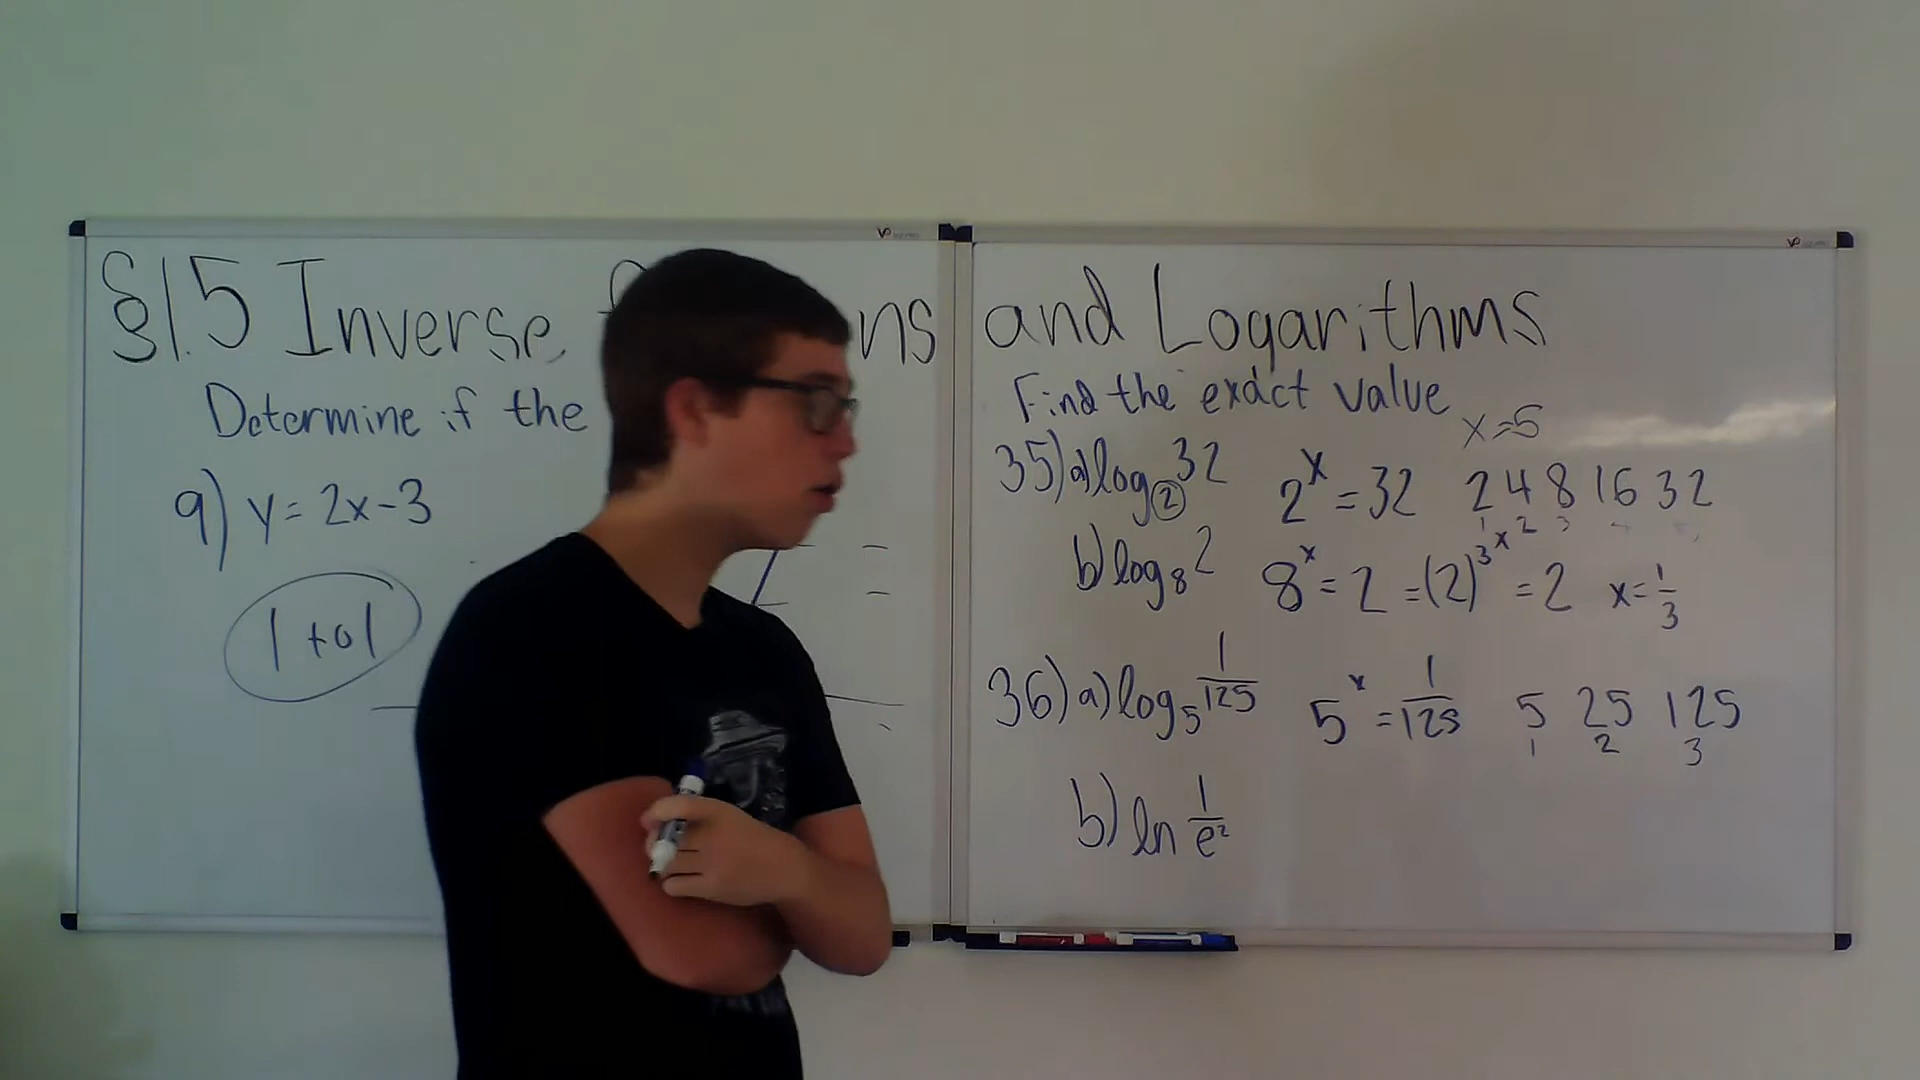 §1.5 Inverse
ns and Logarithms
Determine if the
9) y = 2x-3
1 to 1
Find the exact value
x=5
35) a) log₂ 32 2ˣ = 32 2 4 8 16 32
1 2 3
b) log₈ 2 8ˣ = 2 = (2)³ˣ = 2 x = 1/3
36) a) log₅ 1/125 5ˣ = 1/125 5 25 125
1 2 3
b) ln 1/e²